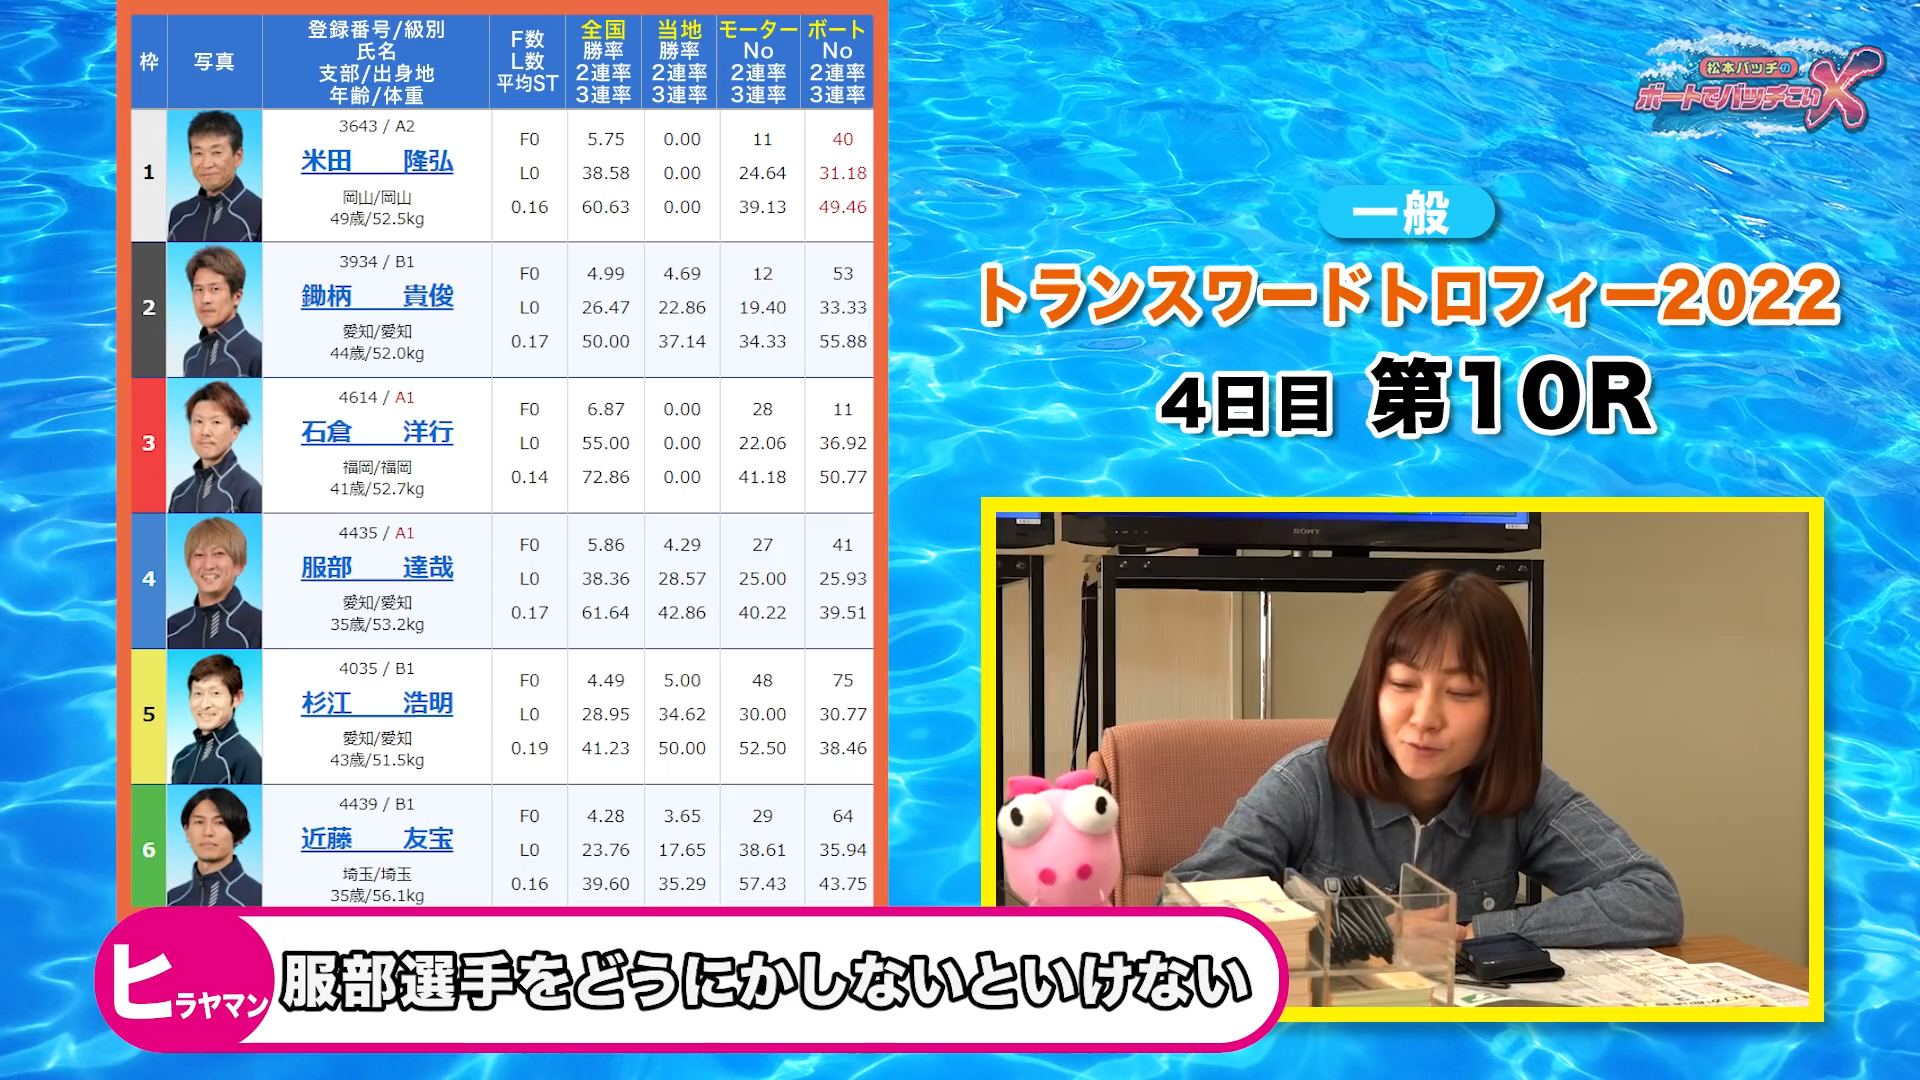 枠
写真
登録番号/級別
氏名
支部/出身地
年齢/体重
F数
L数
平均ST
全国
勝率
2連率
3連率
当地
勝率
2連率
3連率
モーター
No
2連率
3連率
ボート
No
2連率
3連率
1
3643 / A2
米田 隆弘
岡山/岡山
49歳/52.5kg
F0 5.75 0.00 11 40
L0 38.58 0.00 24.64 31.18
0.16 60.63 0.00 39.13 49.46
2
3934 / B1
鋤柄 貴俊
愛知/愛知
44歳/52.0kg
F0 4.99 4.69 12 53
L0 26.47 22.86 19.40 33.33
0.17 50.00 37.14 34.33 55.88
3
4614 / A1
石倉 洋行
福岡/福岡
41歳/52.7kg
F0 6.87 0.00 28 11
L0 55.00 0.00 22.06 36.92
0.14 72.86 0.00 41.18 50.77
4
4435 / A1
服部 達哉
愛知/愛知
35歳/53.2kg
F0 5.86 4.29 27 41
L0 38.36 28.57 25.00 25.93
0.17 61.64 42.86 40.22 39.51
5
4035 / B1
杉江 浩明
愛知/愛知
43歳/51.5kg
F0 4.49 5.00 48 75
L0 28.95 34.62 30.00 30.77
0.19 41.23 50.00 52.50 38.46
6
4439 / B1
近藤 友宝
埼玉/埼玉
35歳/56.1kg
F0 4.28 3.65 29 64
L0 23.76 17.65 38.61 35.94
0.16 39.60 35.29 57.43 43.75
松本バッチの
ボートでバッチこいX
一般
トランスワードトロフィー2022
4日目 第10R
SONY
ヒラヤマン
服部選手をどうにかしないといけない